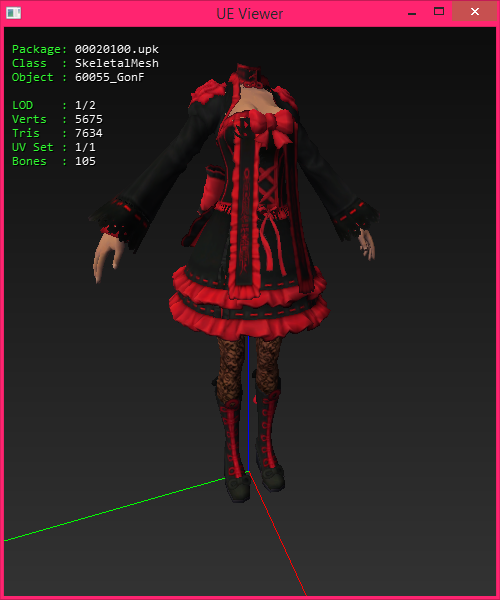 UE Viewer
Package: 00020100.upk
Class : SkeletalMesh
Object : 60055_GonF
LOD : 1/2
Verts : 5675
Tris : 7634
UV Set : 1/1
Bones : 105